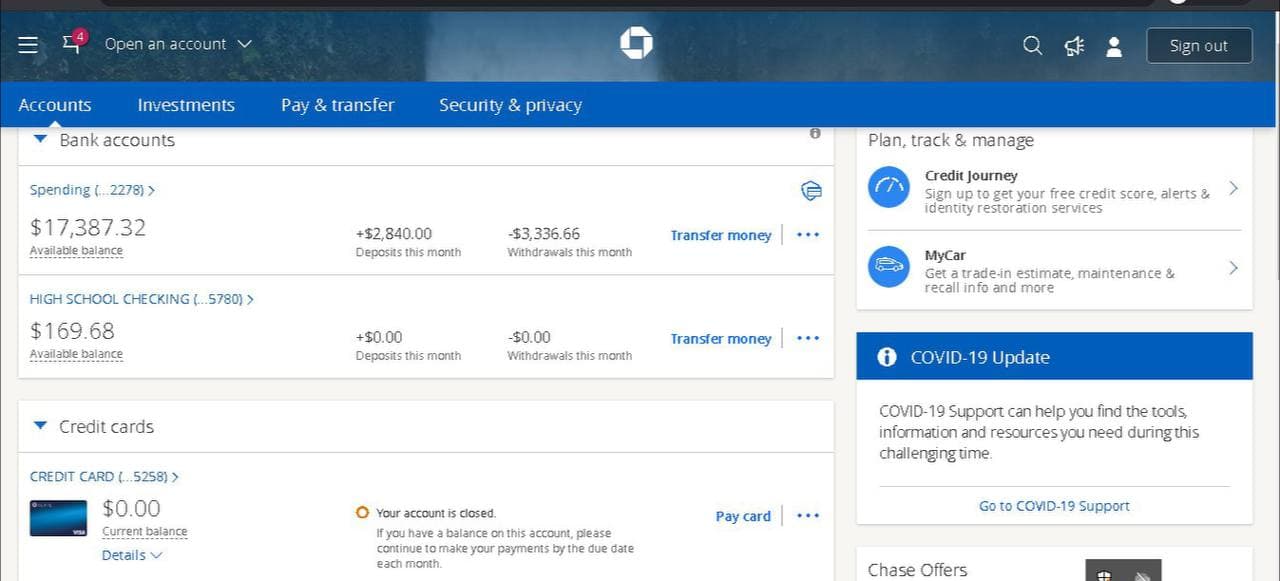 4
Open an account
Sign out
Accounts
Investments
Pay & transfer
Security & privacy
Bank accounts
Spending (...2278)
$17,387.32
Available balance
+$2,840.00
Deposits this month
-$3,336.66
Withdrawals this month
Transfer money
HIGH SCHOOL CHECKING (...5780)
$169.68
Available balance
+$0.00
Deposits this month
-$0.00
Withdrawals this month
Transfer money
Credit cards
CREDIT CARD (...5258)
VISA
$0.00
Current balance
Details
Your account is closed.
If you have a balance on this account, please
continue to make your payments by the due date
each month.
Pay card
Plan, track & manage
Credit Journey
Sign up to get your free credit score, alerts &
identity restoration services
MyCar
Get a trade-in estimate, maintenance &
recall info and more
COVID-19 Update
COVID-19 Support can help you find the tools,
information and resources you need during this
challenging time.
Go to COVID-19 Support
Chase Offers